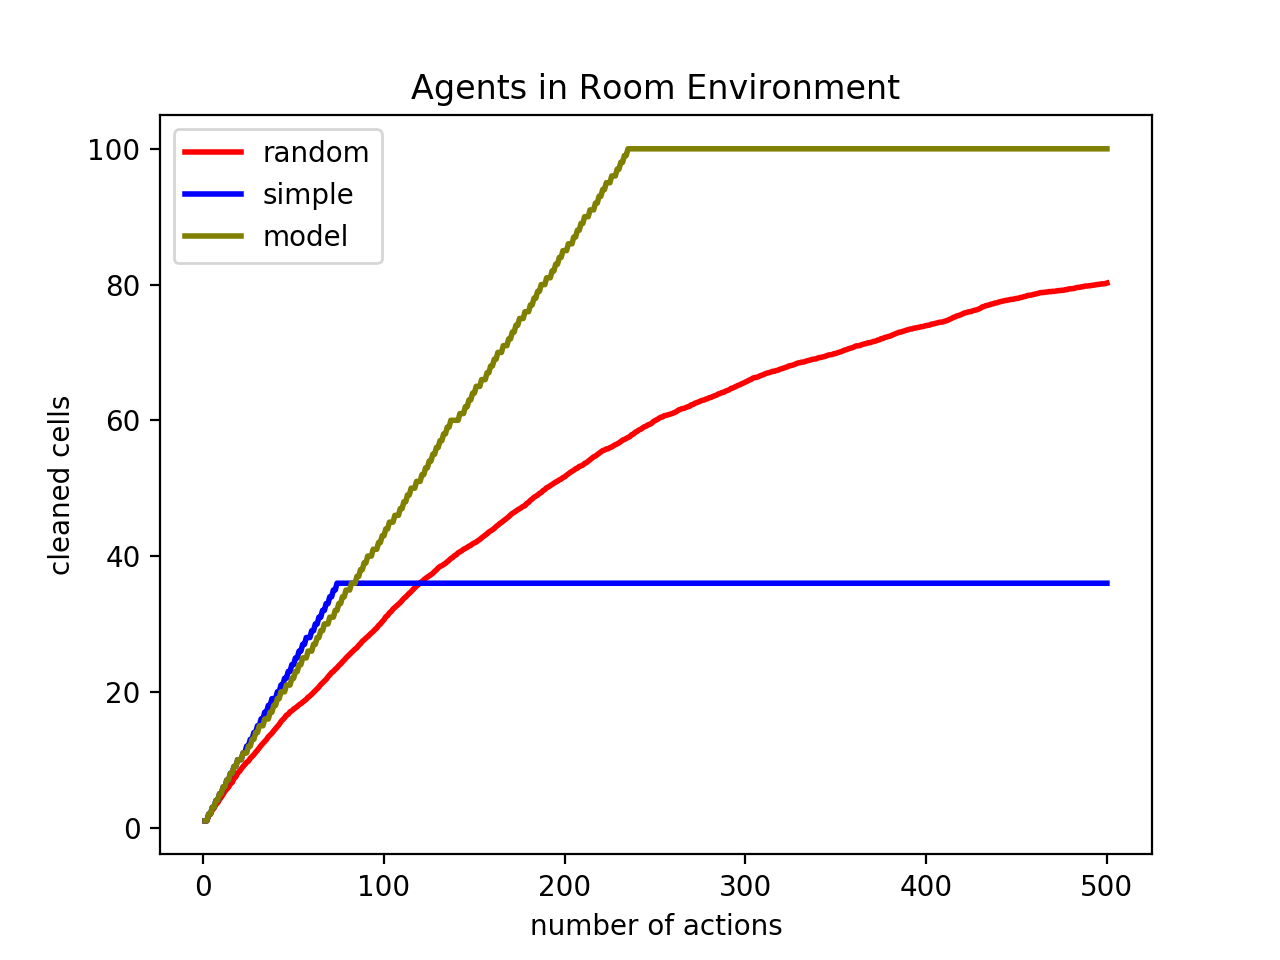 Agents in Room Environment
random
simple
model
100
80
60
40
20
0
cleaned cells
0 100 200 300 400 500
number of actions